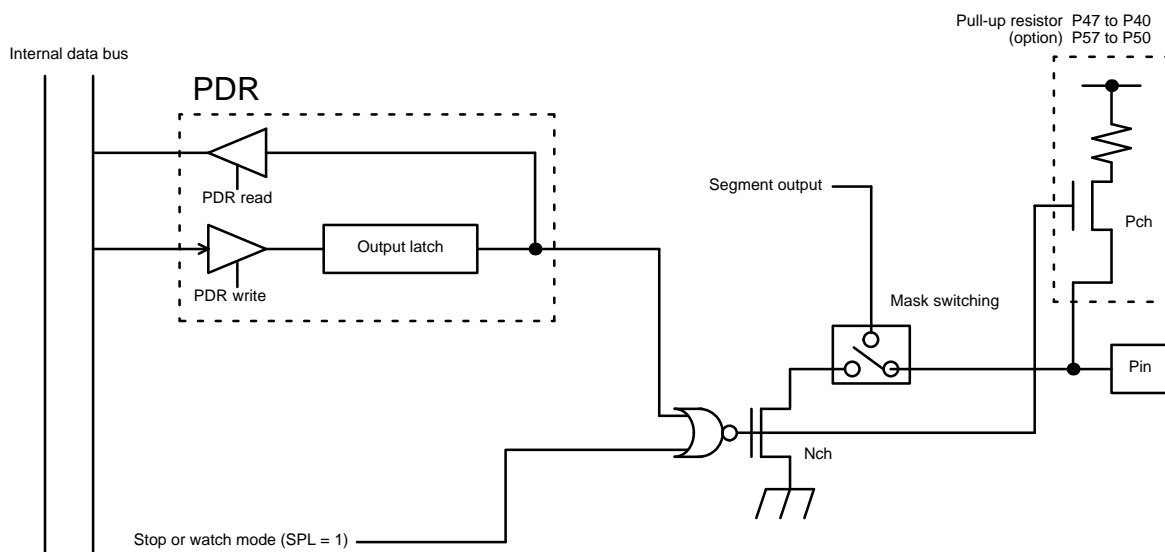 Pull-up resistor P47 to P40
(option) P57 to P50
Internal data bus
PDR
PDR read
Segment output
Pch
Output latch
PDR write
Mask switching
Pin
Nch
Stop or watch mode (SPL = 1)